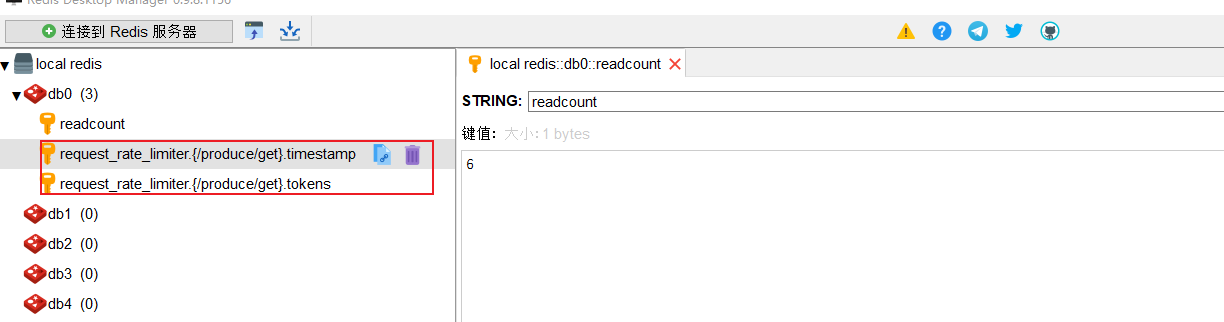 Redis Desktop Manager 0.9.8.1156
连接到 Redis 服务器
local redis
db0 (3)
readcount
request_rate_limiter.{/produce/get}.timestamp
request_rate_limiter.{/produce/get}.tokens
db1 (0)
db2 (0)
db3 (0)
db4 (0)
local redis::db0::readcount
STRING: readcount
键值: 大小: 1 bytes
6